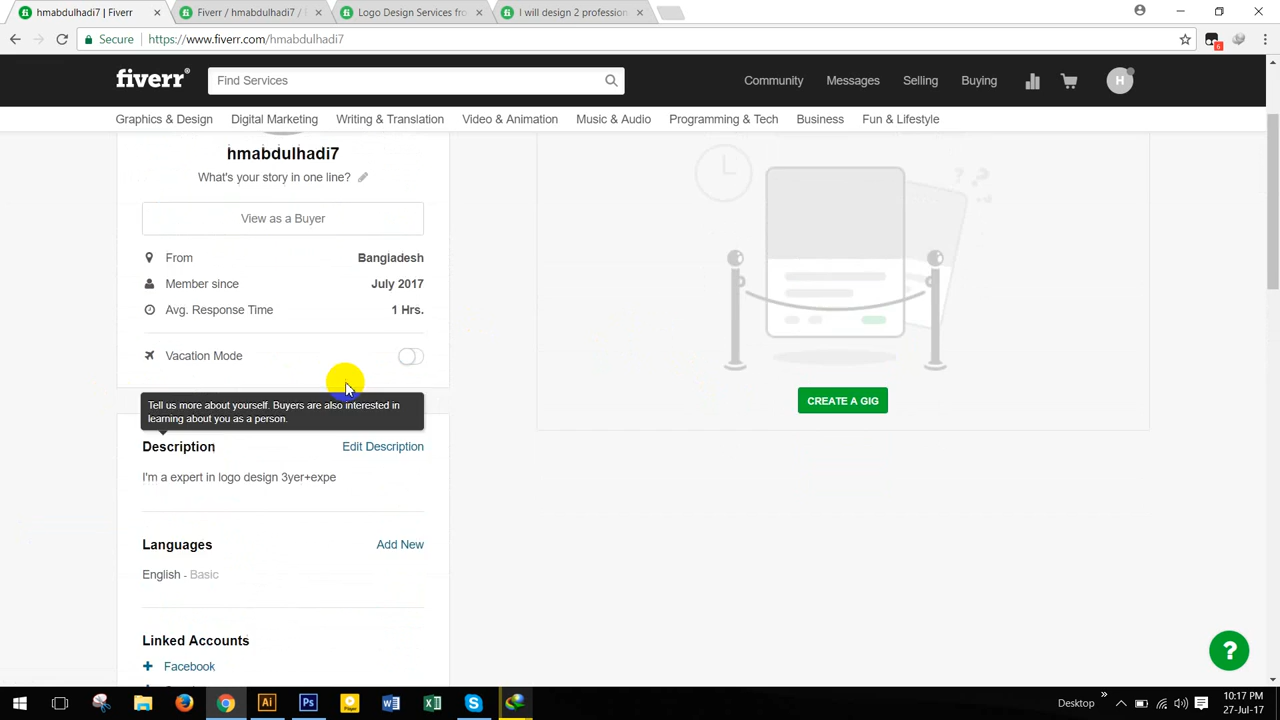 hmabdulhadi7 | Fiverr
Fiverr / hmabdulhadi7 /
Logo Design Services fro
I will design 2 profession
Secure
https://www.fiverr.com/hmabdulhadi7
6
fiverr®
Find Services
Community
Messages
Selling
Buying
H
Graphics & Design
Digital Marketing
Writing & Translation
Video & Animation
Music & Audio
Programming & Tech
Business
Fun & Lifestyle
hmabdulhadi7
What's your story in one line?
View as a Buyer
From Bangladesh
Member since July 2017
Avg. Response Time 1 Hrs.
Vacation Mode
CREATE A GIG
Tell us more about yourself. Buyers are also interested in
learning about you as a person.
Description Edit Description
I'm a expert in logo design 3yer+expe
Languages Add New
English - Basic
Linked Accounts
+ Facebook
?
Ai
Ps
Desktop
10:17 PM
27-Jul-17